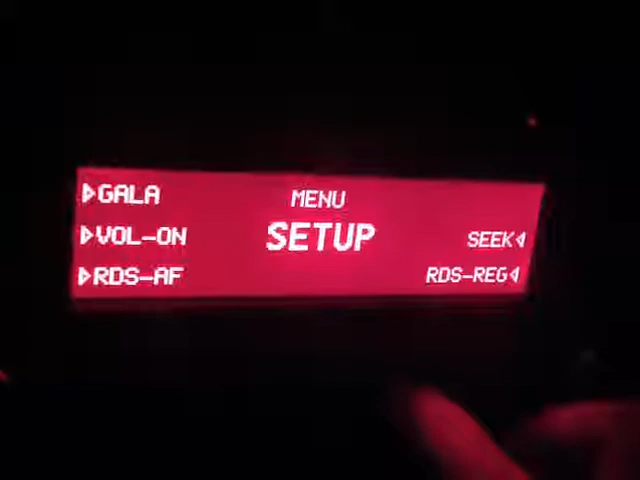 ▷GALA MENU
▷VOL-ON SETUP SEEK◁
▷RDS-AF RDS-REG◁